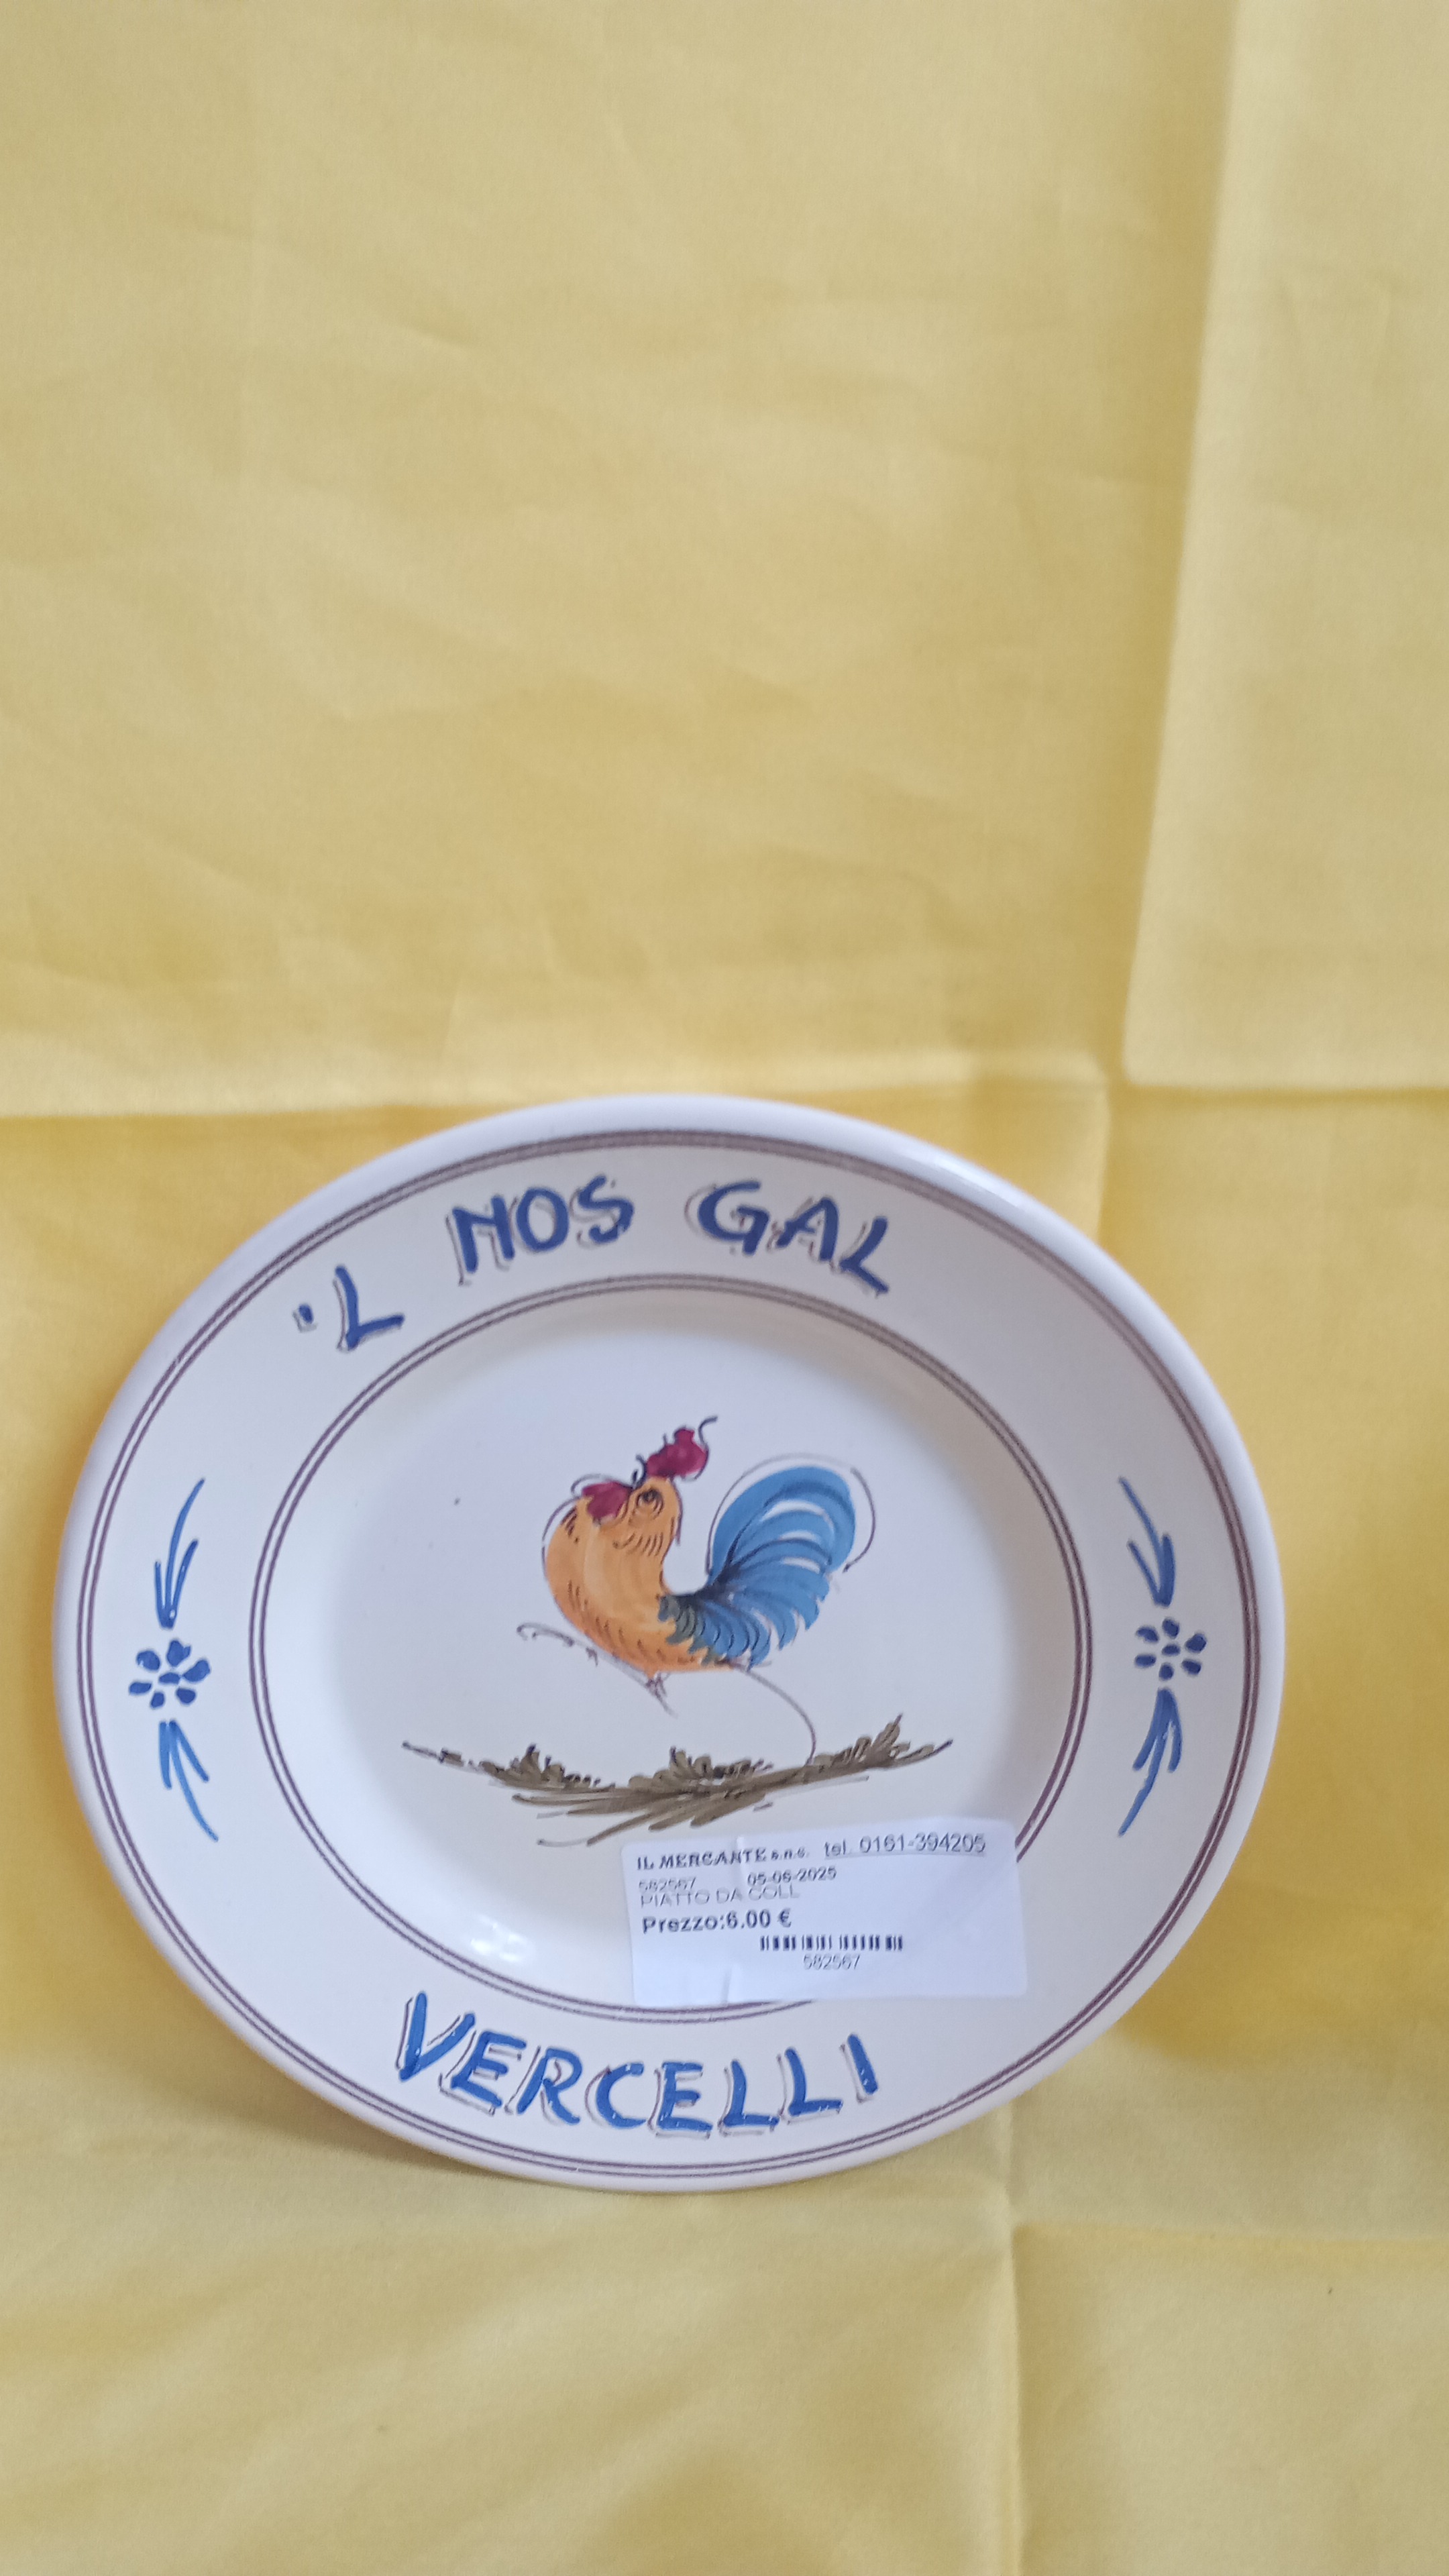 'L NOS GAL
IL MERCANTE s.n.c. tel. 0161-394205
582567 05-06-2025
PIATTO DA COLL
Prezzo:6.00 €
582567
VERCELLI